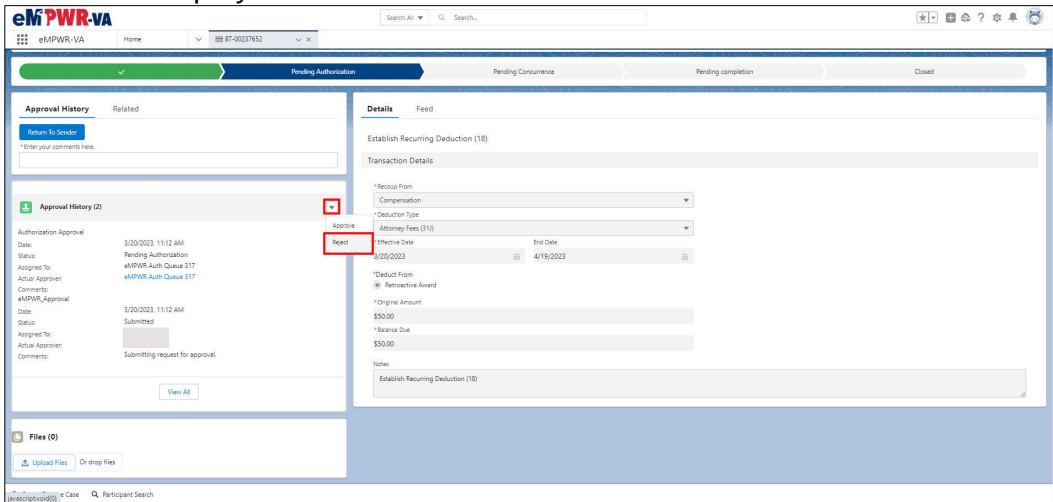 eMPWR-VA
Search: All
Search...
eMPWR-VA
Home
BT-00237652
Pending Authorization
Pending Concurrence
Pending completion
Closed
Approval History
Related
Return To Sender
*Enter your comments here.
Approval History (2)
Approve
Reject
Authorization Approval
Date: 3/20/2023, 11:12 AM
Status: Pending Authorization
Assigned To: eMPWR Auth Queue 317
Actual Approver: eMPWR Auth Queue 317
Comments:
eMPWR_Approval
Date: 3/20/2023, 11:12 AM
Status: Submitted
Assigned To:
Actual Approver:
Comments: Submitting request for approval.
View All
Files (0)
Upload Files
Or drop files
Details
Feed
Establish Recurring Deduction (18)
Transaction Details
*Recoup From
Compensation
*Deduction Type
Attorney Fees (31J)
*Effective Date
End Date
3/20/2023
4/19/2023
*Deduct From
Retroactive Award
*Original Amount
$50.00
*Balance Due
$50.00
Notes
Establish Recurring Deduction (18)
e Case
Participant Search
javascript:void(0)